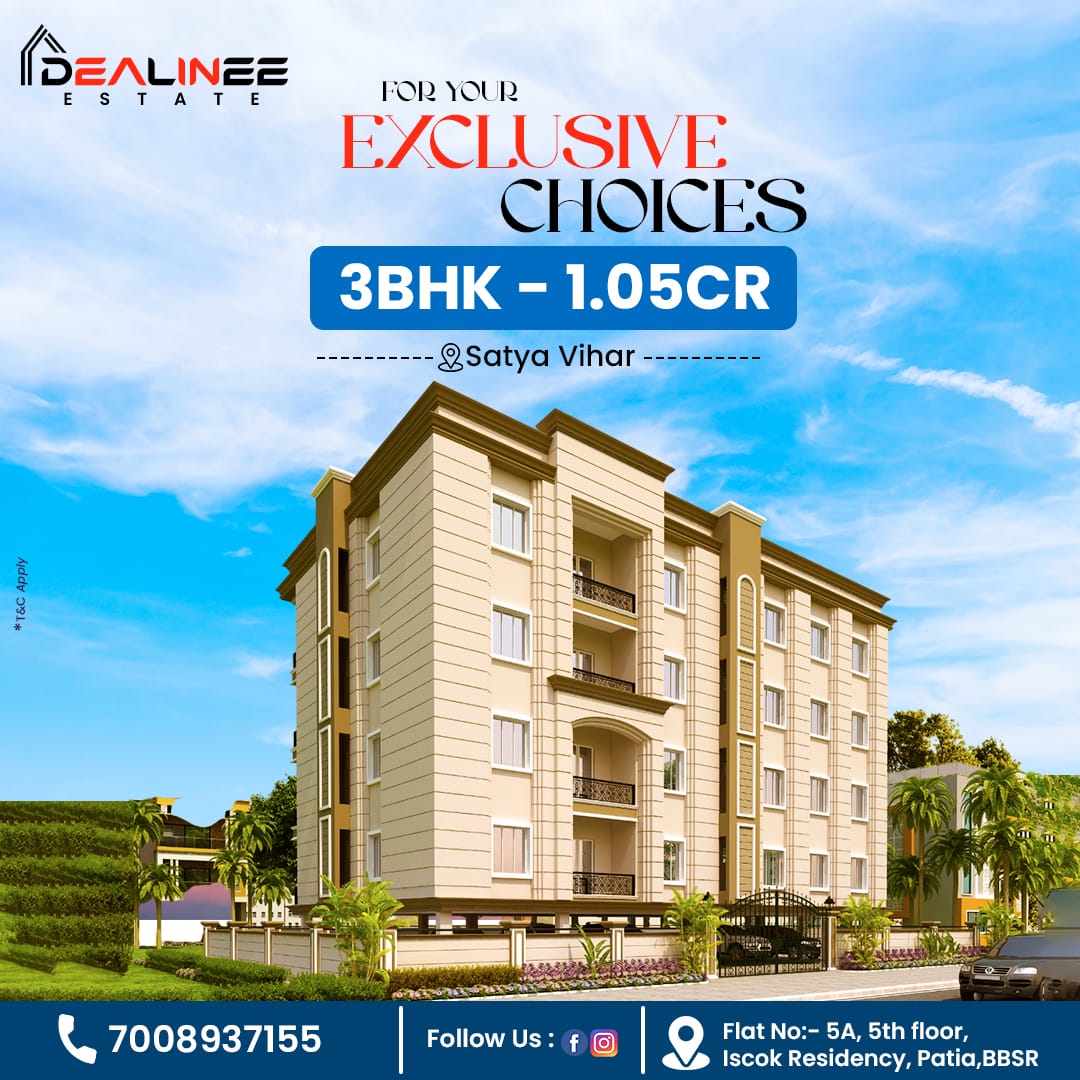 DEALINEE
ESTATE
FOR YOUR
EXCLUSIVE
CHOICES
3BHK - 1.05CR
Satya Vihar
*T&C Apply
7008937155
Follow Us :
Flat No:- 5A, 5th floor,
Iscok Residency, Patia,BBSR